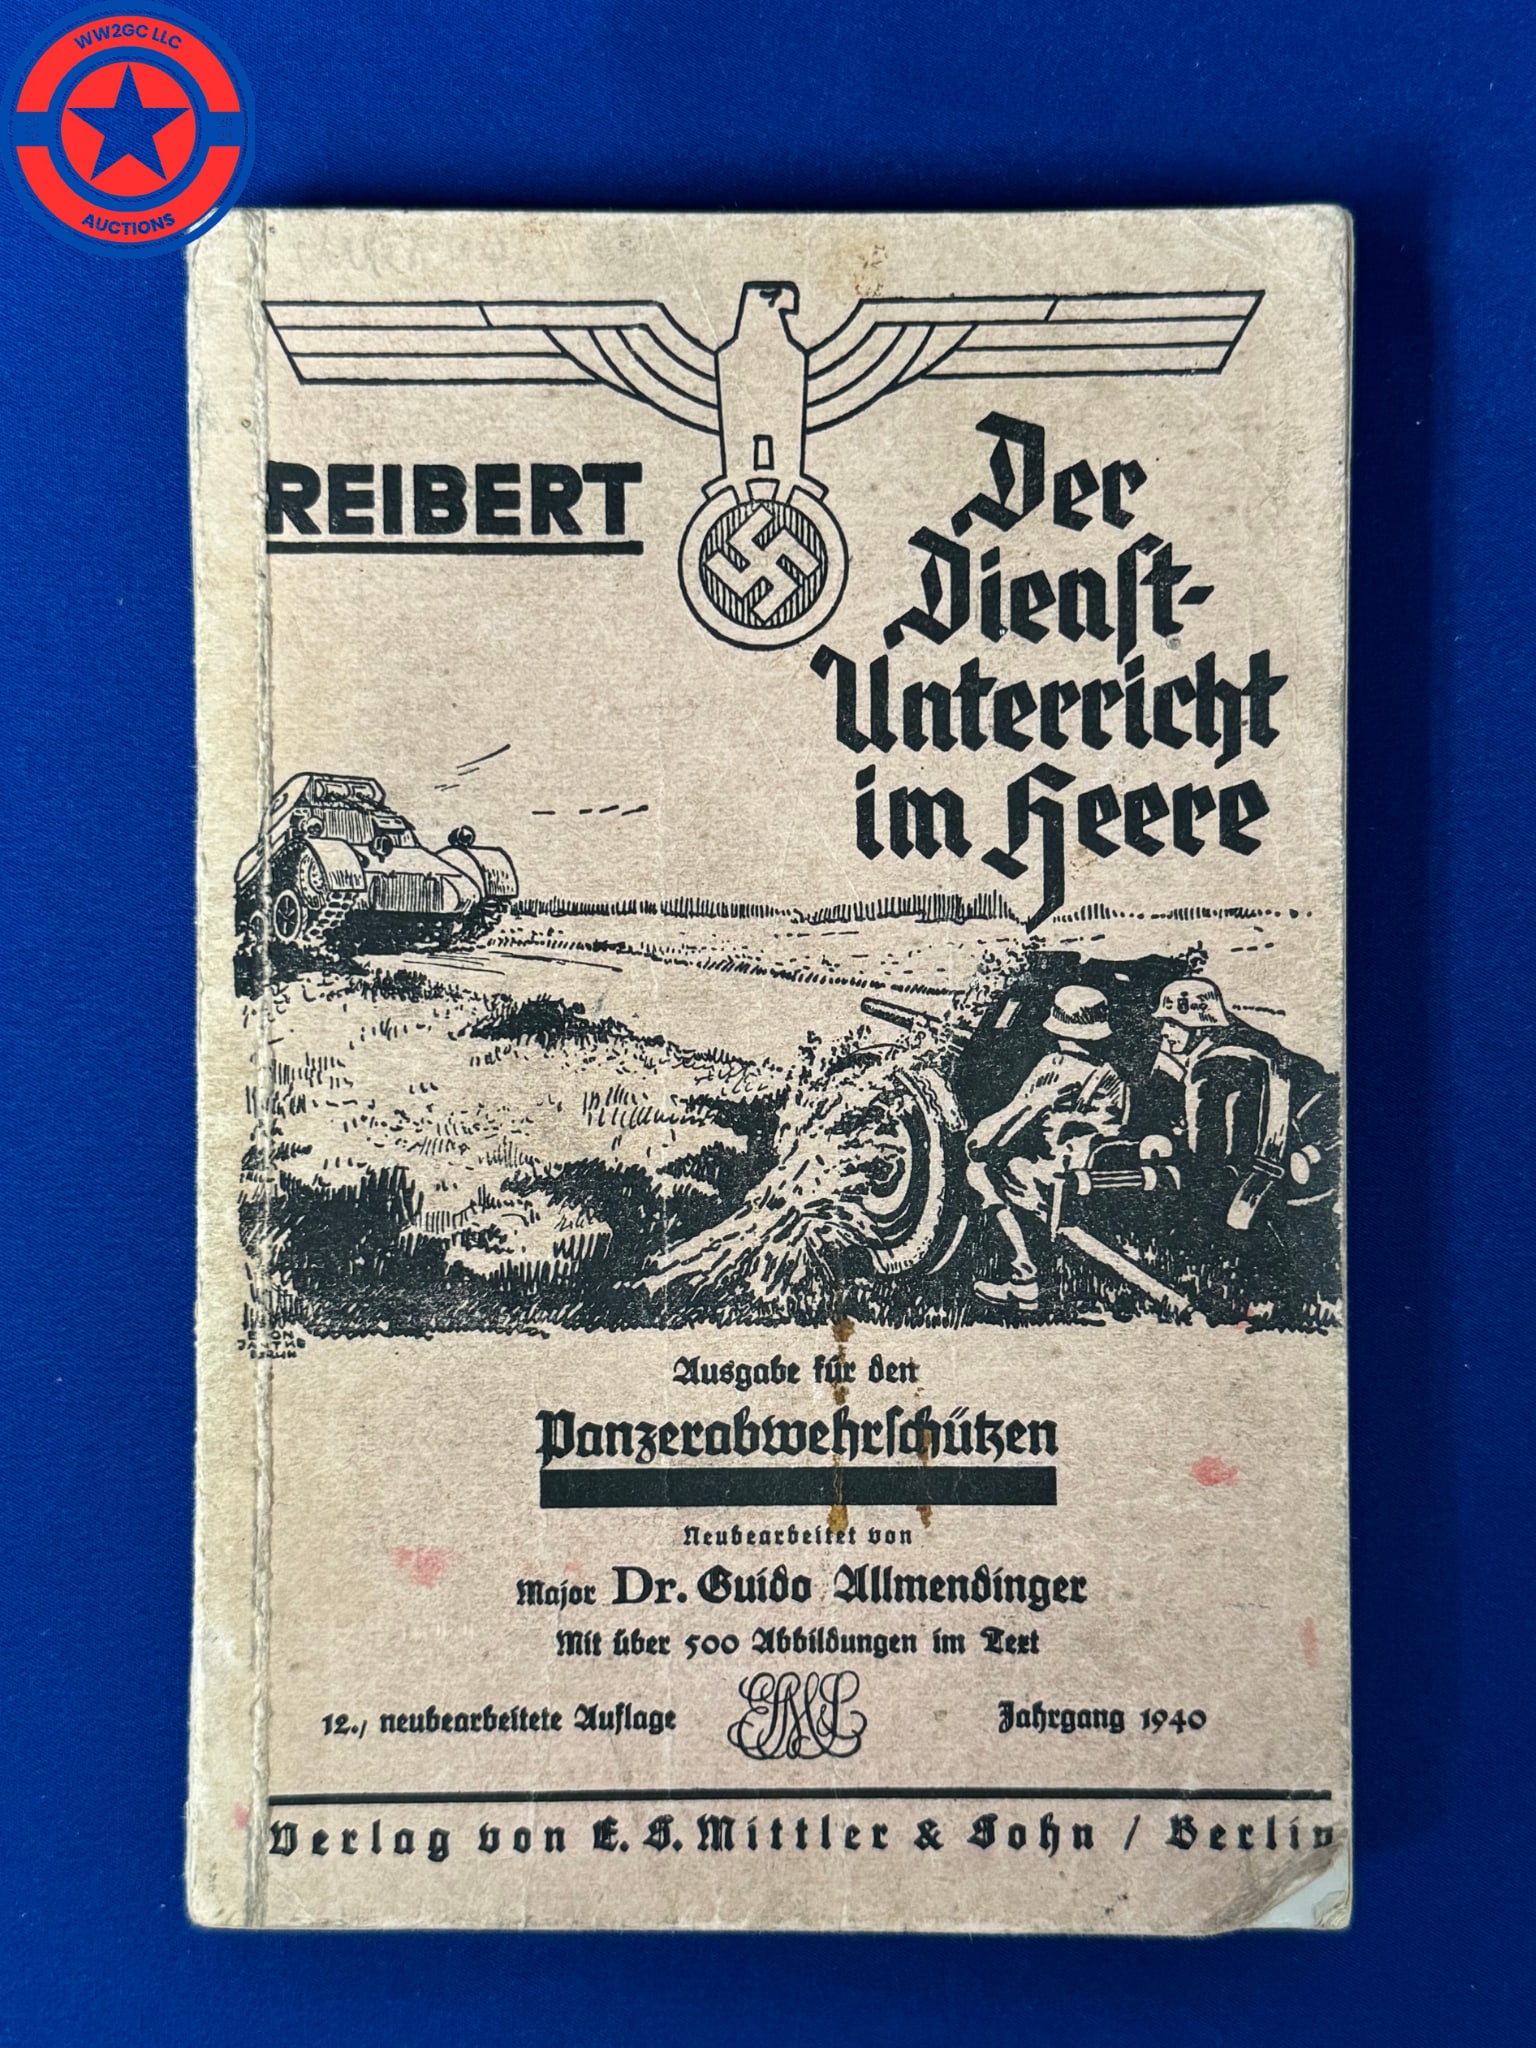 WW2GC LLC
AUCTIONS
REIBERT
Der
Dienst-
Unterricht
im Heere
Ausgabe für den
Panzerabwehrschützen
Neubearbeitet von
Major Dr. Guido Allmendinger
Mit über 500 Abbildungen im Text
12., neubearbeitete Auflage
EMS
Jahrgang 1940
Verlag von E. S. Mittler & Sohn / Berlin